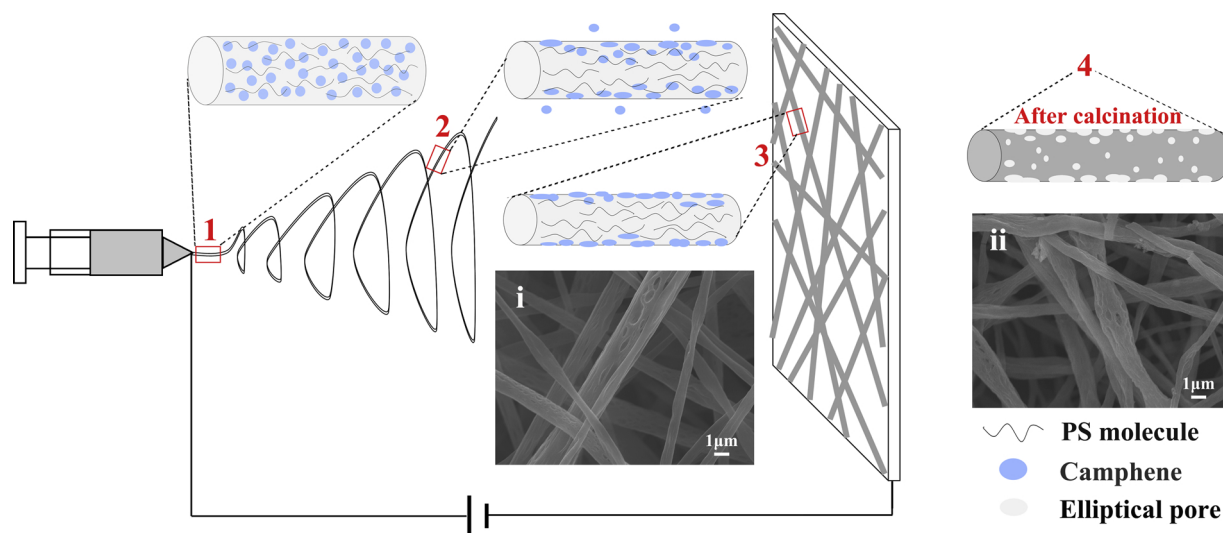 1
2
3
4
After calcination
i
1μm
ii
1μm
PS molecule
Camphene
Elliptical pore